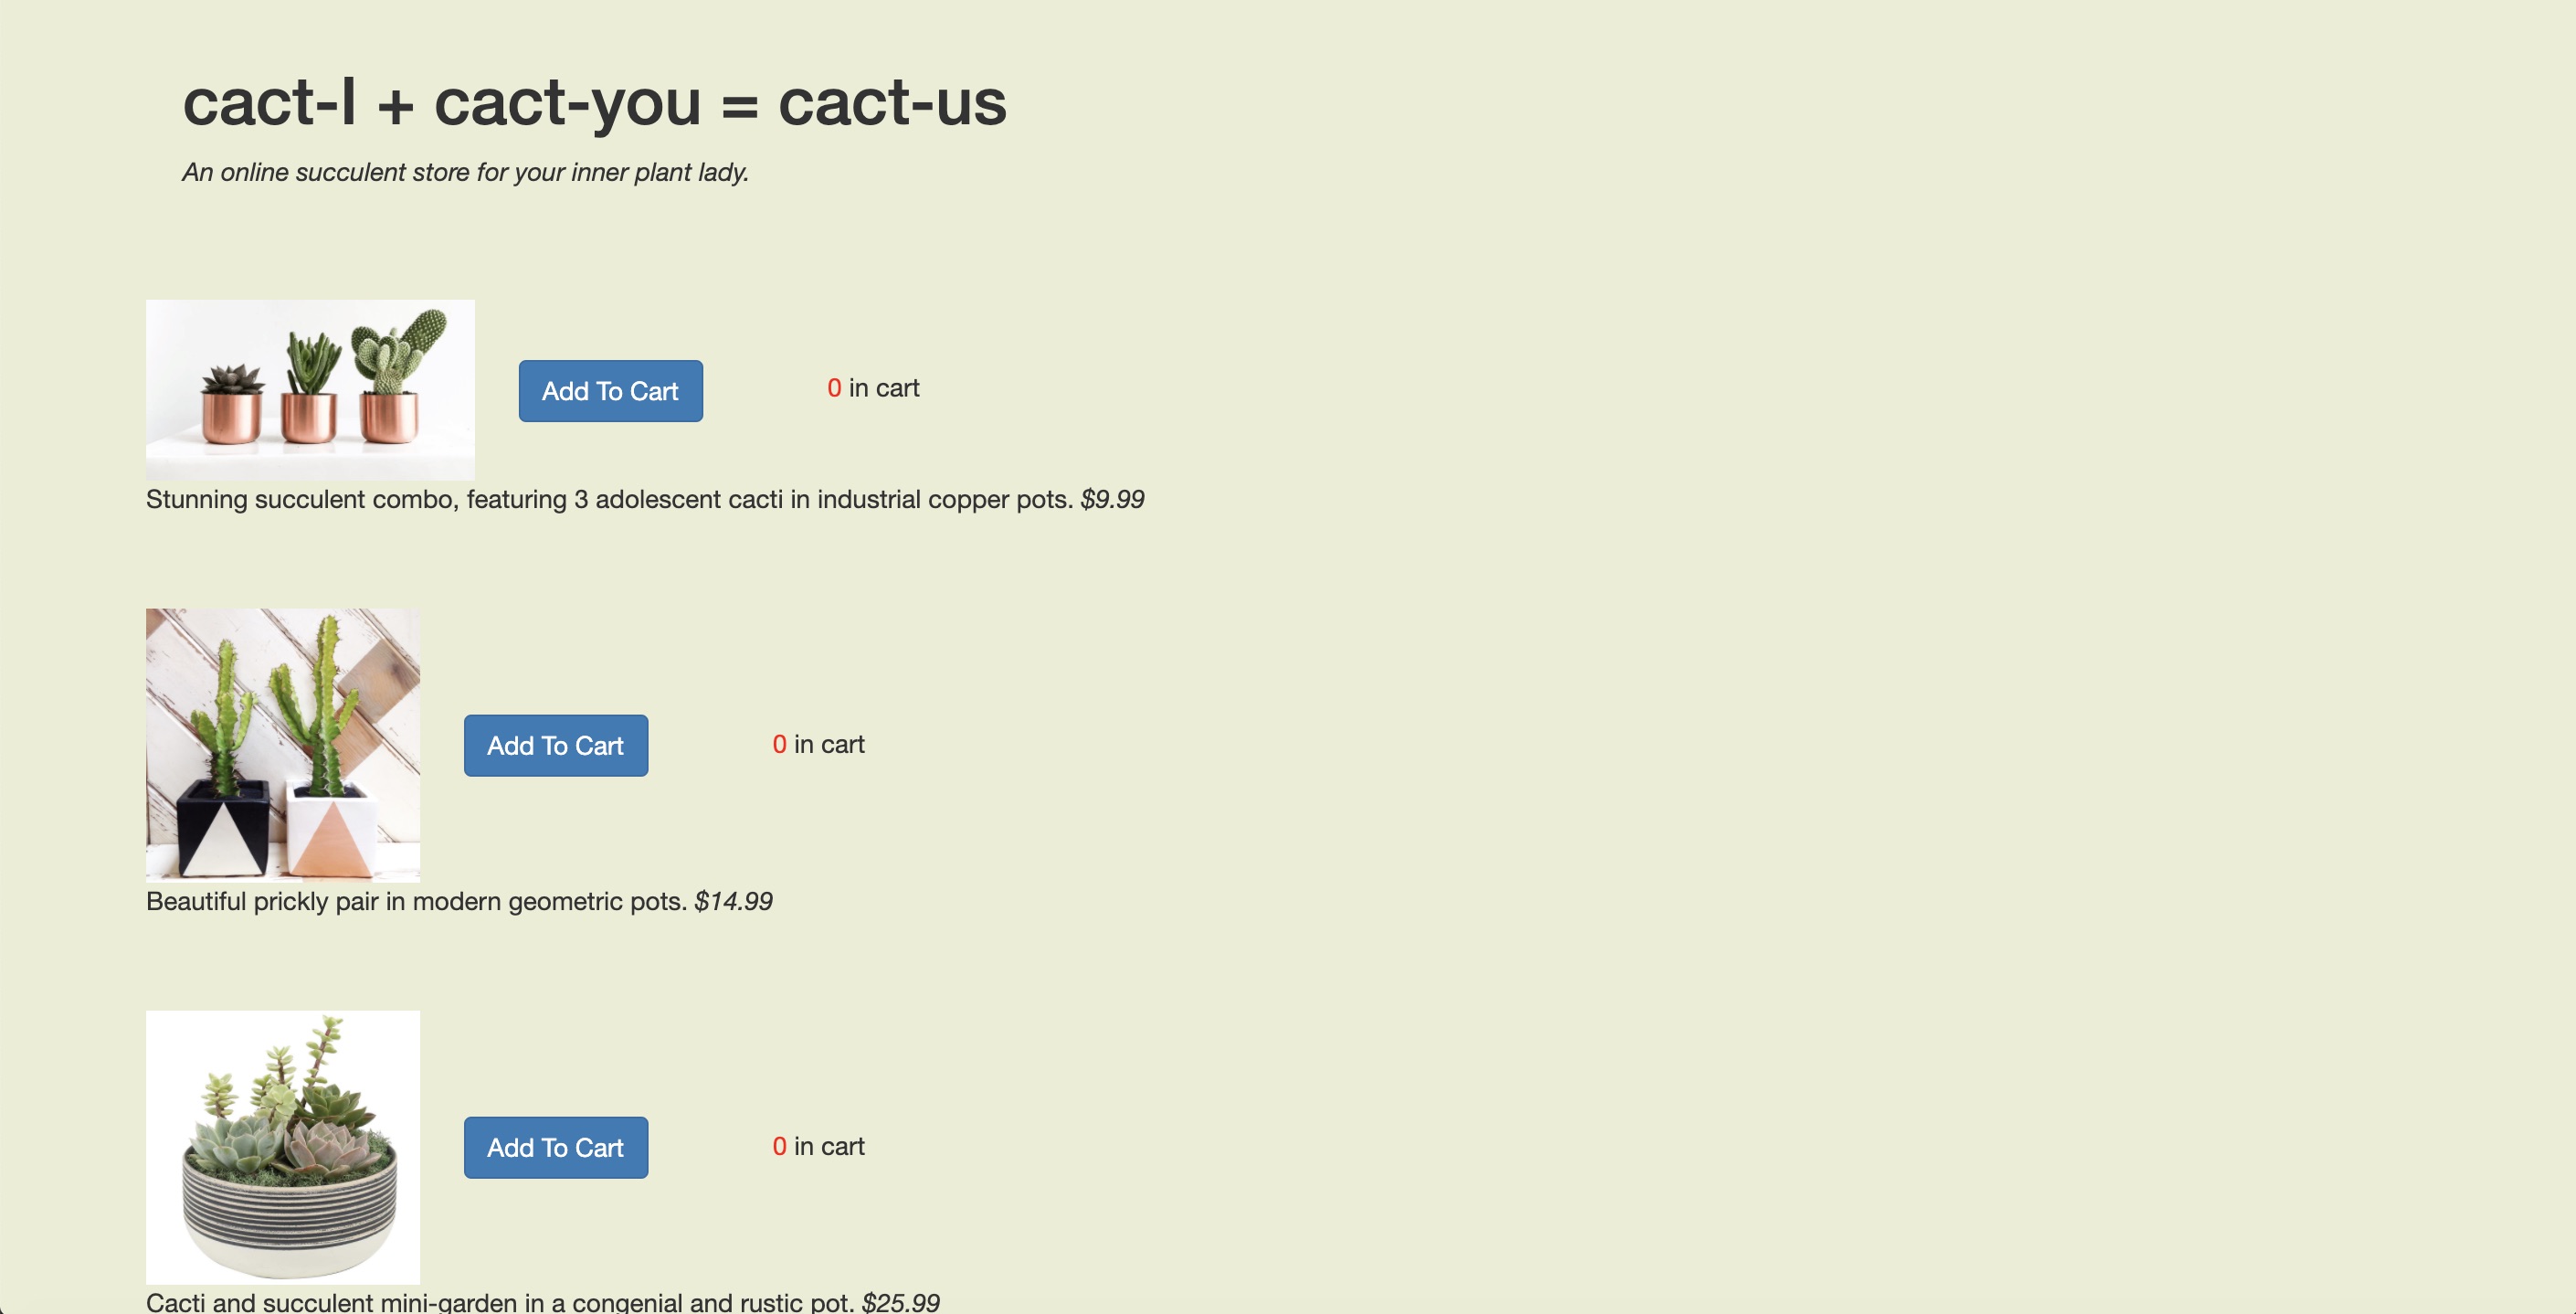 cact-I + cact-you = cact-us
An online succulent store for your inner plant lady.
Add To Cart
0 in cart
Stunning succulent combo, featuring 3 adolescent cacti in industrial copper pots. $9.99
Add To Cart
0 in cart
Beautiful prickly pair in modern geometric pots. $14.99
Add To Cart
0 in cart
Cacti and succulent mini-garden in a congenial and rustic pot. $25.99